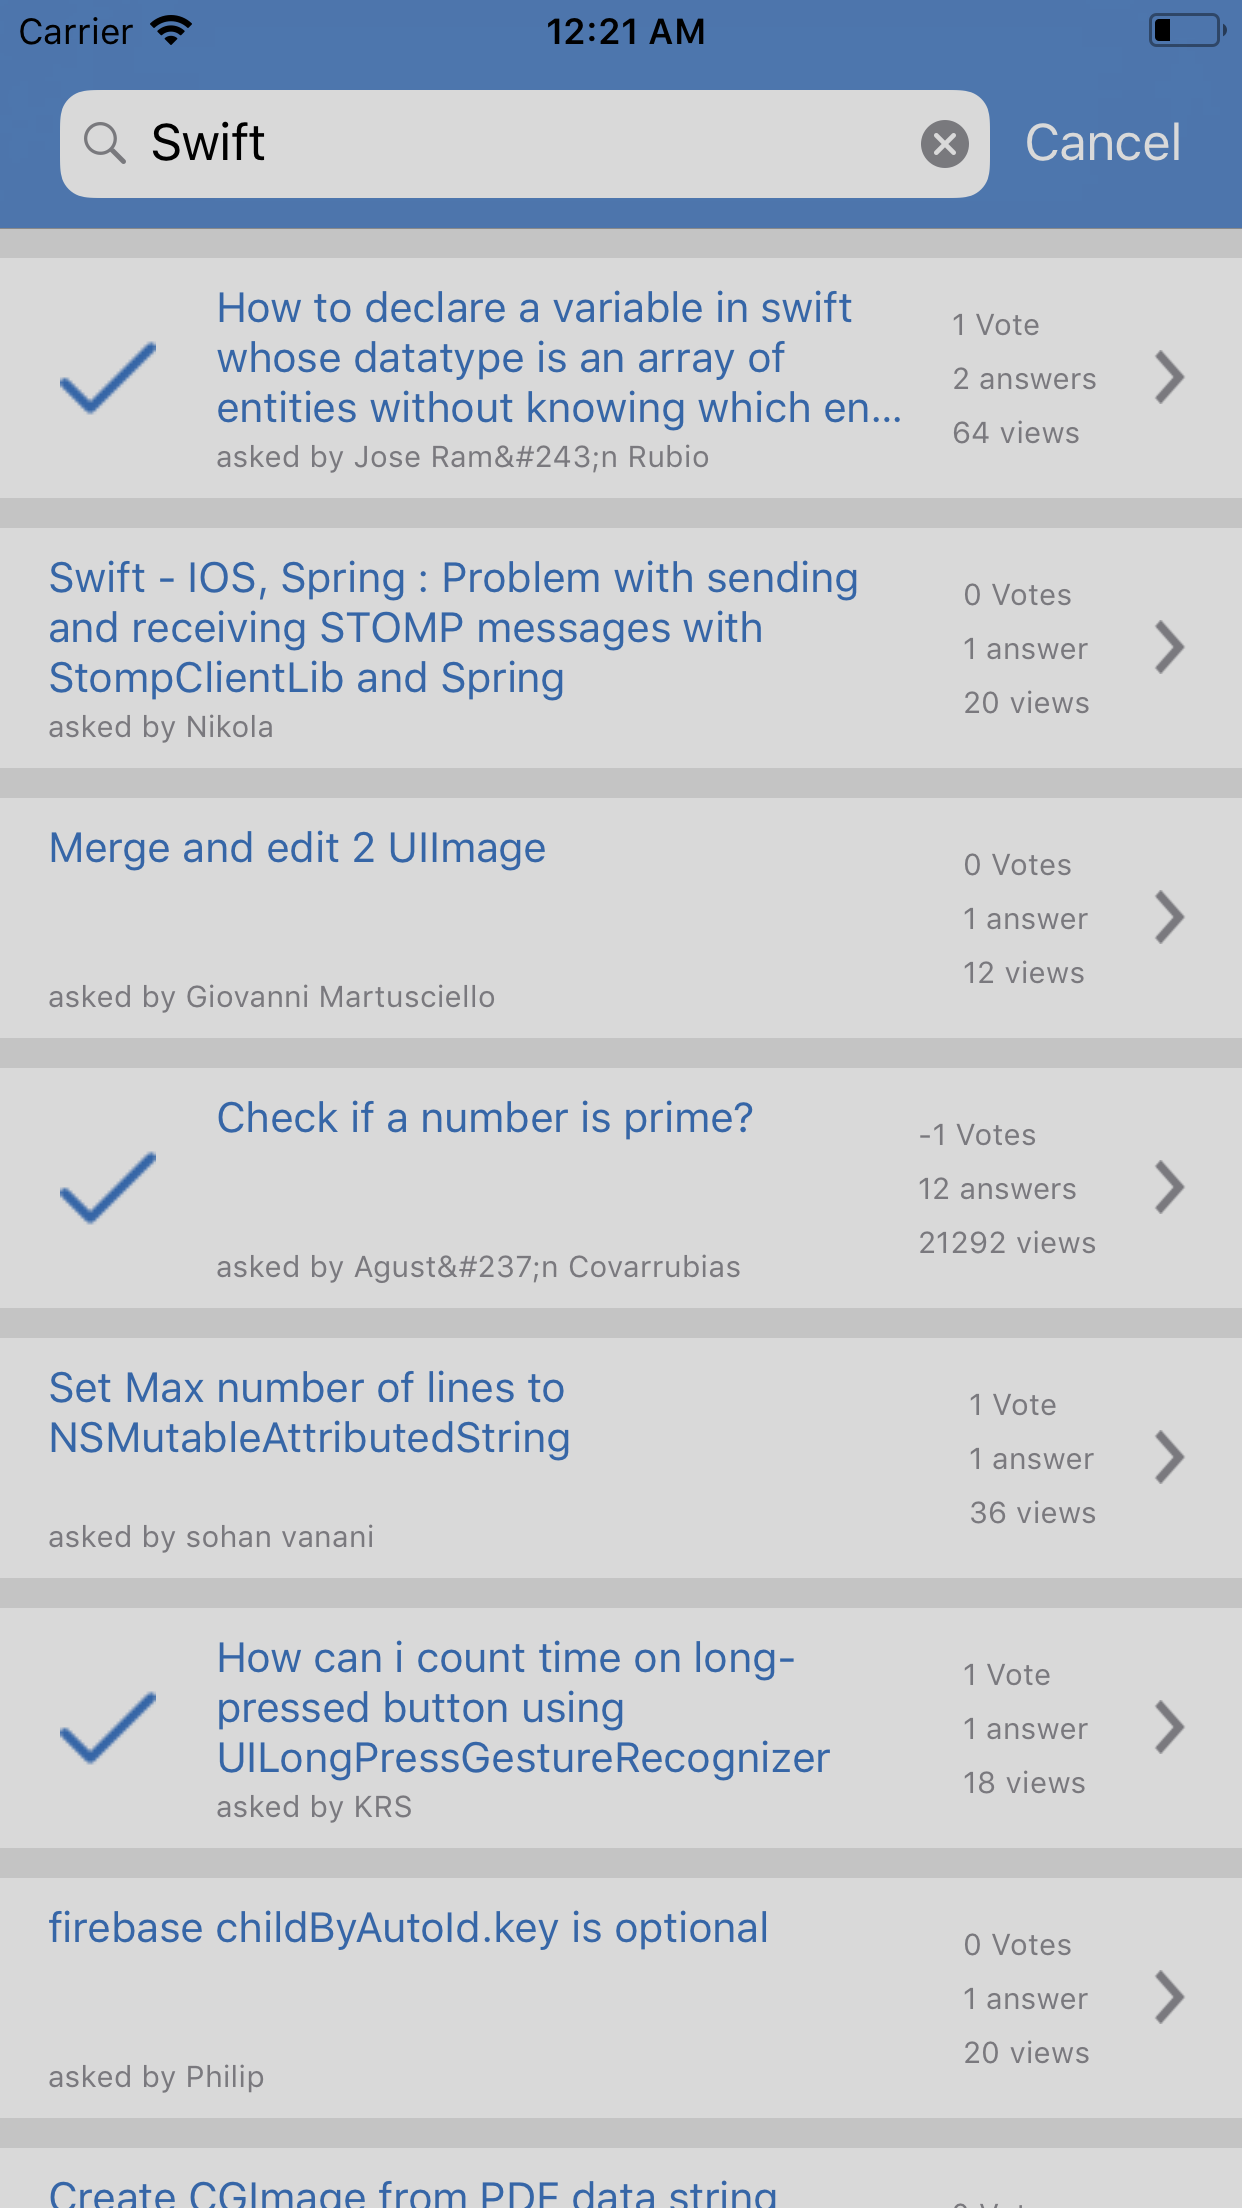 Carrier 12:21 AM
Swift Cancel
How to declare a variable in swift
whose datatype is an array of
entities without knowing which en...
asked by Jose Ram&#243;n Rubio
1 Vote
2 answers
64 views
Swift - IOS, Spring : Problem with sending
and receiving STOMP messages with
StompClientLib and Spring
asked by Nikola
0 Votes
1 answer
20 views
Merge and edit 2 UIImage
asked by Giovanni Martusciello
0 Votes
1 answer
12 views
Check if a number is prime?
asked by Agust&#237;n Covarrubias
-1 Votes
12 answers
21292 views
Set Max number of lines to
NSMutableAttributedString
asked by sohan vanani
1 Vote
1 answer
36 views
How can i count time on long-
pressed button using
UILongPressGestureRecognizer
asked by KRS
1 Vote
1 answer
18 views
firebase childByAutoId.key is optional
asked by Philip
0 Votes
1 answer
20 views
Create CGImage from PDF data string